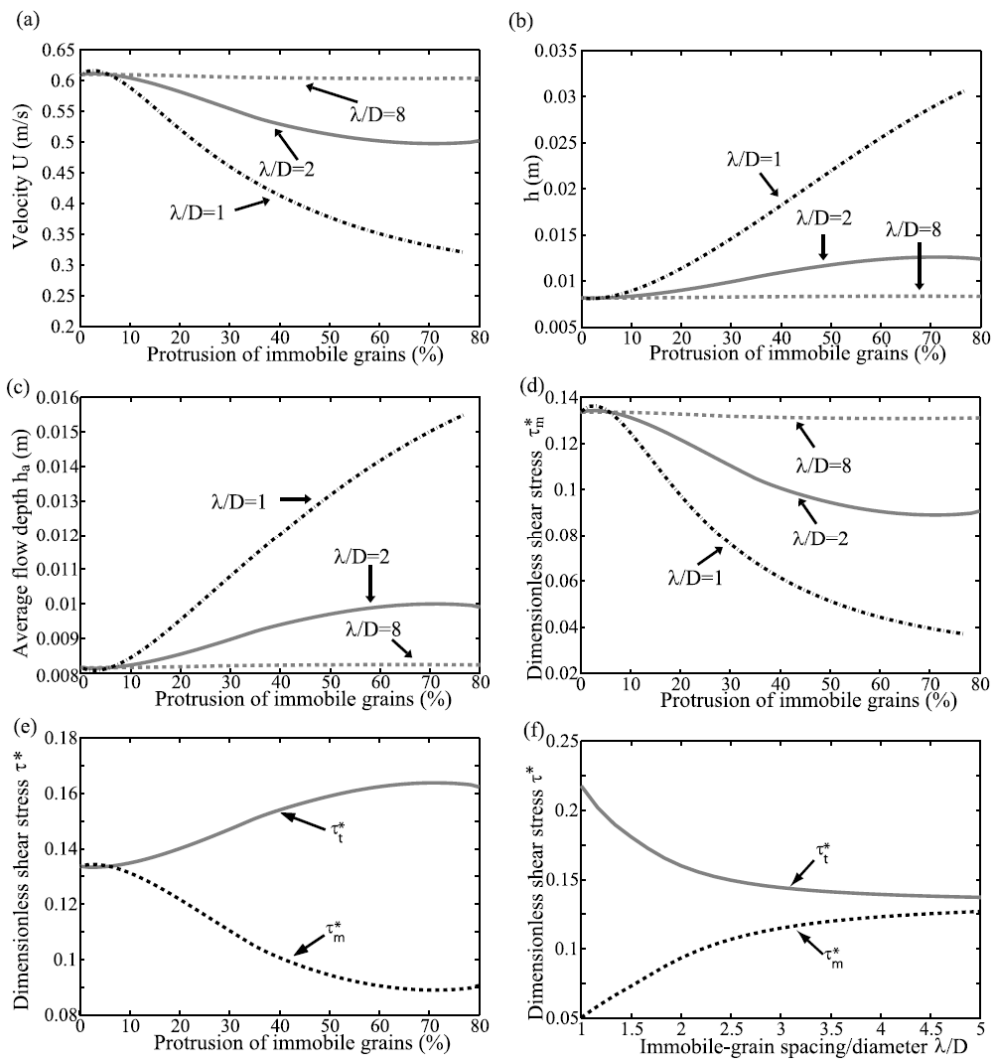 (a)
Velocity U (m/s)
0.65
0.6
0.55
0.5
0.45
0.4
0.35
0.3
0.25
0.2
λ/D=8
λ/D=2
λ/D=1
0 10 20 30 40 50 60 70 80
Protrusion of immobile grains (%)
(b)
h (m)
0.035
0.03
0.025
0.02
0.015
0.01
0.005
λ/D=1
λ/D=2
λ/D=8
0 10 20 30 40 50 60 70 80
Protrusion of immobile grains (%)
(c)
Average flow depth hₐ (m)
0.016
0.015
0.014
0.013
0.012
0.011
0.01
0.009
0.008
λ/D=1
λ/D=2
λ/D=8
0 10 20 30 40 50 60 70 80
Protrusion of immobile grains (%)
(d)
Dimensionless shear stress τ*m
0.14
0.12
0.1
0.08
0.06
0.04
0.02
λ/D=8
λ/D=2
λ/D=1
0 10 20 30 40 50 60 70 80
Protrusion of immobile grains (%)
(e)
Dimensionless shear stress τ*
0.18
0.16
0.14
0.12
0.1
0.08
τ*t
τ*m
0 10 20 30 40 50 60 70 80
Protrusion of immobile grains (%)
(f)
Dimensionless shear stress τ*
0.25
0.2
0.15
0.1
0.05
τ*t
τ*m
1 1.5 2 2.5 3 3.5 4 4.5 5
Immobile-grain spacing/diameter λ/D